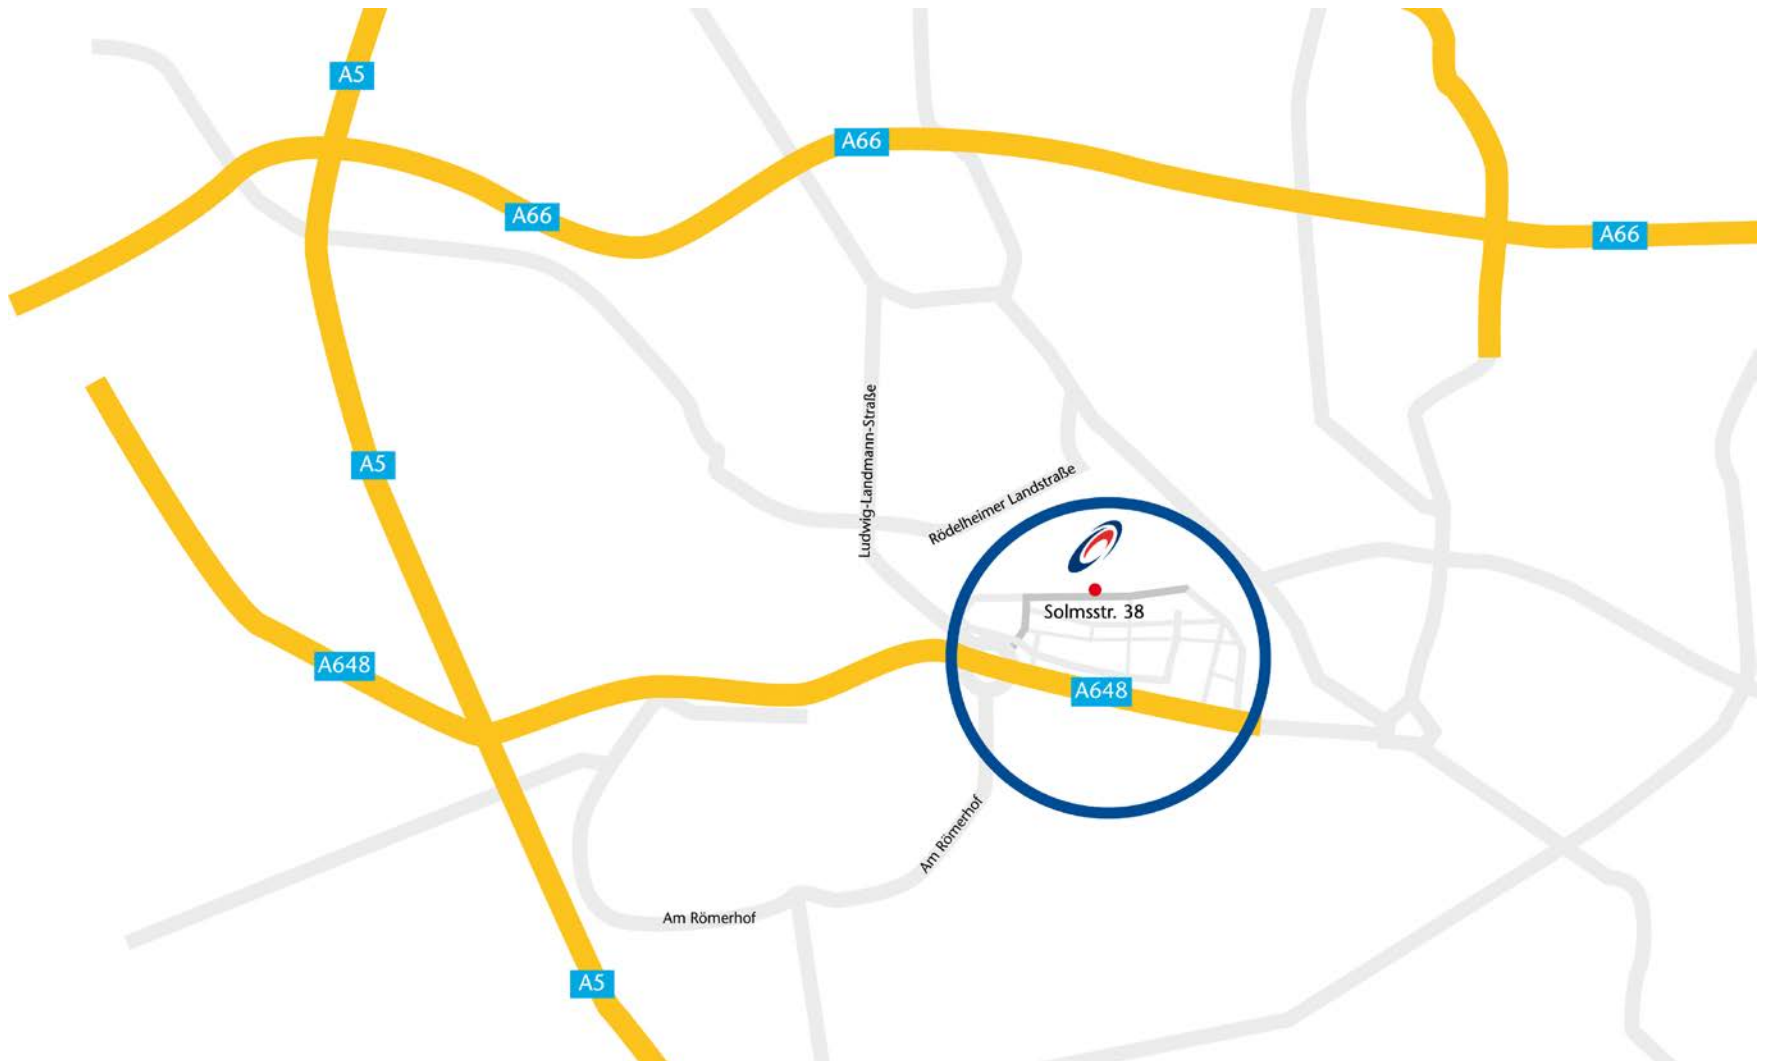 A5
A66
A66
A66
Ludwig-Landmann-Straße
A5
Rödelheimer Landstraße
Solmsstr. 38
A648
A648
Am Römerhof
Am Römerhof
A5